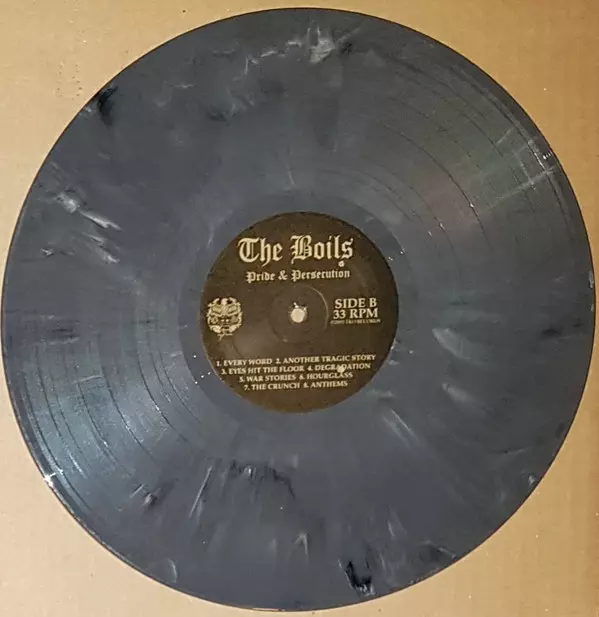 The Boils
Pride & Persecution
SIDE B
33 RPM
1. EVERY WORD 2. ANOTHER TRAGIC STORY
3. EYES HIT THE FLOOR 4. DEGRADATION
5. WAR STORIES 6. HOURGLASS
7. THE CRUNCH 8. ANTHEMS